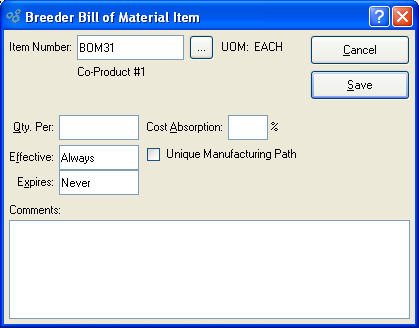 Breeder Bill of Material Item
Item Number: BOM31 ... UOM: EACH
Cancel
Co-Product #1
Save
Qty. Per: Cost Absorption: %
Effective: Always Unique Manufacturing Path
Expires: Never
Comments: